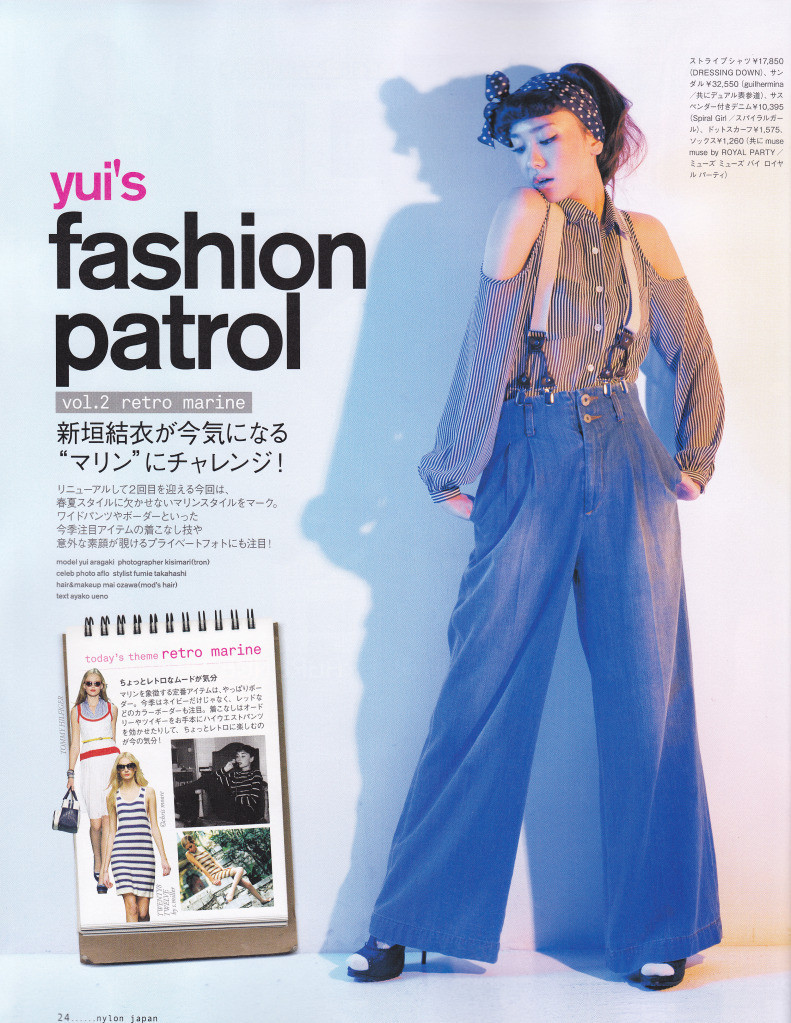 ストライプシャツ¥17,850
(DRESSING DOWN)、サン
ダル¥32,550 (guilhermina
／共にデュアル表参道)、サス
ペンダー付きデニム¥10,395
(Spiral Girl／スパイラルガー
ル)、ドットスカーフ¥1,575、
ソックス¥1,260 (共にmuse
muse by ROYAL PARTY／
ミューズ ミューズ バイ ロイヤ
ル パーティ)
yui's
fashion
patrol
vol.2 retro marine
新垣結衣が今気になる
“マリン”にチャレンジ！
リニューアルして2回目を迎える今回は、
春夏スタイルに欠かせないマリンスタイルをマーク。
ワイドパンツやボーダーといった
今季注目アイテムの着こなし技や
意外な素顔が覗けるプライベートフォトにも注目！
model yui aragaki photographer kisimari(tron)
celeb photo aflo stylist fumie takahashi
hair&makeup mai ozawa(mod's hair)
text ayako ueno
today's theme retro marine
ちょっとレトロなムードが気分
マリンを象徴する定番アイテムは、やっぱりボー
ダー。今季はネイビーだけじゃなく、レッドな
どのカラーボーダーも注目。着こなしはオード
リーやツイギーをお手本にハイウエストパンツ
を効かせたりして、ちょっとレトロに楽しむの
が今の気分！
TOMMY HILFIGER
TWENTY8
TWELVE
by s.miller
24......nylon japan